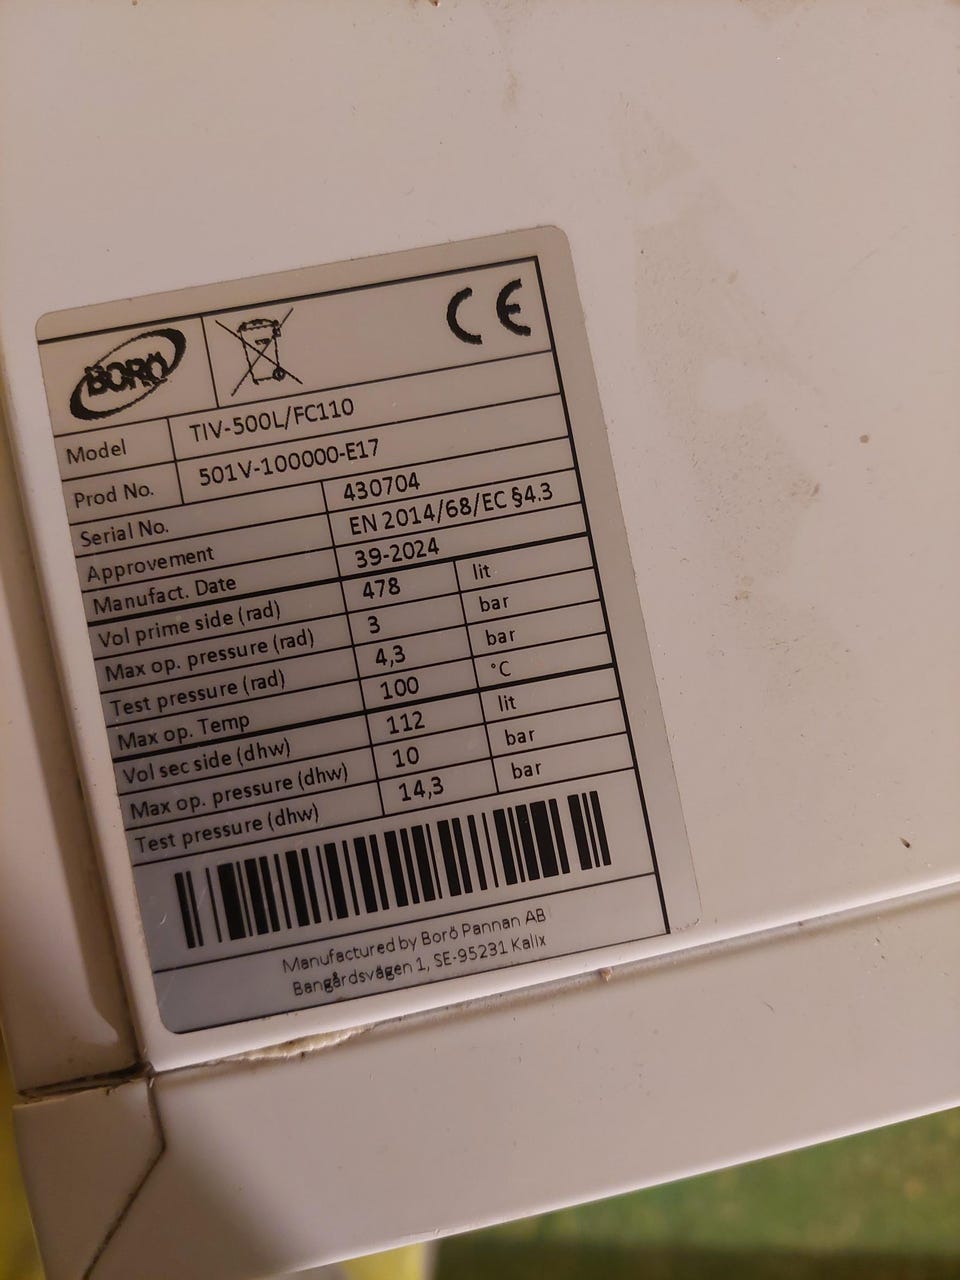 BORÖ
CE
Model TIV-500L/FC110
Prod No. 501V-100000-E17
Serial No. 430704
Approvement EN 2014/68/EC §4.3
Manufact. Date 39-2024
Vol prime side (rad) 478 lit
Max op. pressure (rad) 3 bar
Test pressure (rad) 4,3 bar
Max op. Temp 100 °C
Vol sec side (dhw) 112 lit
Max op. pressure (dhw) 10 bar
Test pressure (dhw) 14,3 bar
Manufactured by Borö Pannan AB
Bangårdsvägen 1, SE-95231 Kalix